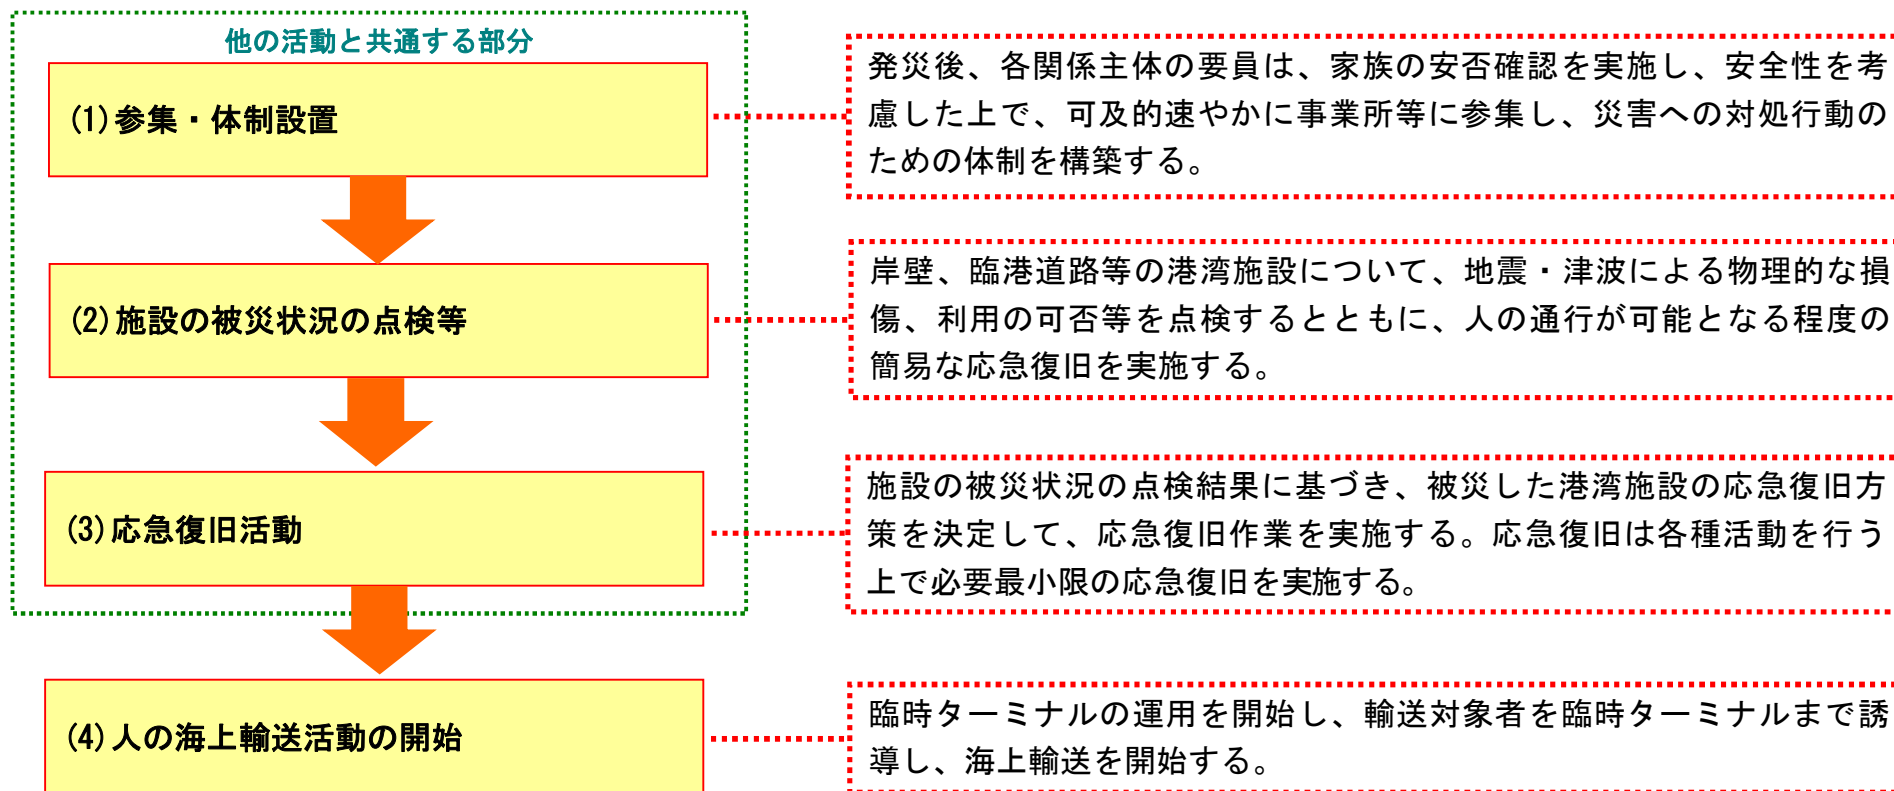 他の活動と共通する部分
(1)参集・体制設置
発災後、各関係主体の要員は、家族の安否確認を実施し、安全性を考
慮した上で、可及的速やかに事業所等に参集し、災害への対処行動の
ための体制を構築する。
(2)施設の被災状況の点検等
岸壁、臨港道路等の港湾施設について、地震・津波による物理的な損
傷、利用の可否等を点検するとともに、人の通行が可能となる程度の
簡易な応急復旧を実施する。
(3)応急復旧活動
施設の被災状況の点検結果に基づき、被災した港湾施設の応急復旧方
策を決定して、応急復旧作業を実施する。応急復旧は各種活動を行う
上で必要最小限の応急復旧を実施する。
(4)人の海上輸送活動の開始
臨時ターミナルの運用を開始し、輸送対象者を臨時ターミナルまで誘
導し、海上輸送を開始する。